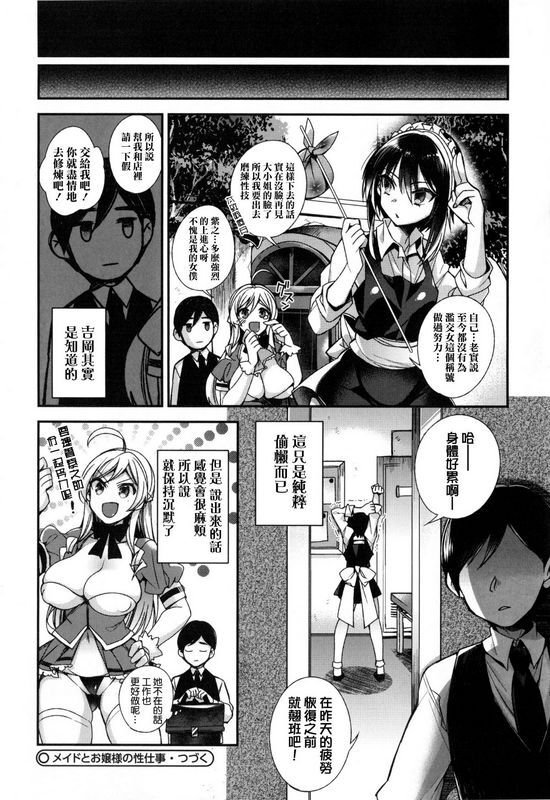 自己…老實說
至今都沒有為
濫交女這個稱號
做過努力…
這樣下去的話
實在沒臉再見
大小姐的臉了
所以我要出去
磨練性技
紫之…多麼強烈
的上進心呀
不愧是我的女僕
グスッ
所以說
幫我和店裡
請一下假
交給我吧!
你就盡情地
去修煉吧!
吉岡其實
是知道的
哈——
身體好累啊——
在昨天的疲勞
恢復之前
就翹班吧!
這只是純粹
偷懶而已
但是 說出來的話
感覺會很麻煩
所以說
就保持沉默了
她不在的話
工作也
更好做呢…
メイドとお嬢様の性仕事・つづく